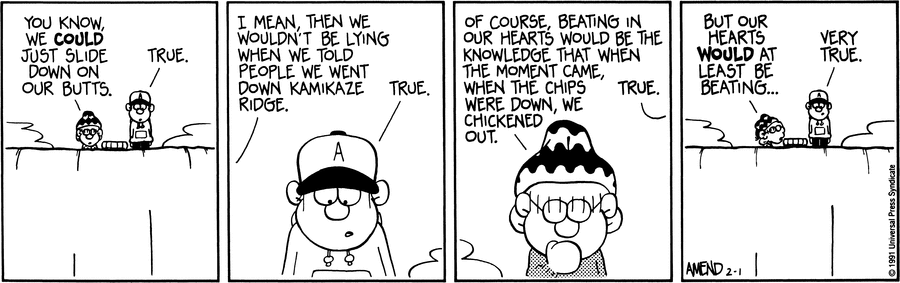 YOU KNOW,
WE COULD
JUST SLIDE
DOWN ON
OUR BUTTS.
TRUE.
I MEAN, THEN WE
WOULDN'T BE LYING
WHEN WE TOLD
PEOPLE WE WENT
DOWN KAMIKAZE
RIDGE.
TRUE.
A
OF COURSE, BEATING IN
OUR HEARTS WOULD BE THE
KNOWLEDGE THAT WHEN
THE MOMENT CAME,
WHEN THE CHIPS
WERE DOWN, WE
CHICKENED
OUT.
TRUE.
BUT OUR
HEARTS
WOULD AT
LEAST BE
BEATING...
VERY
TRUE.
AMEND 2-1
© 1991 Universal Press Syndicate